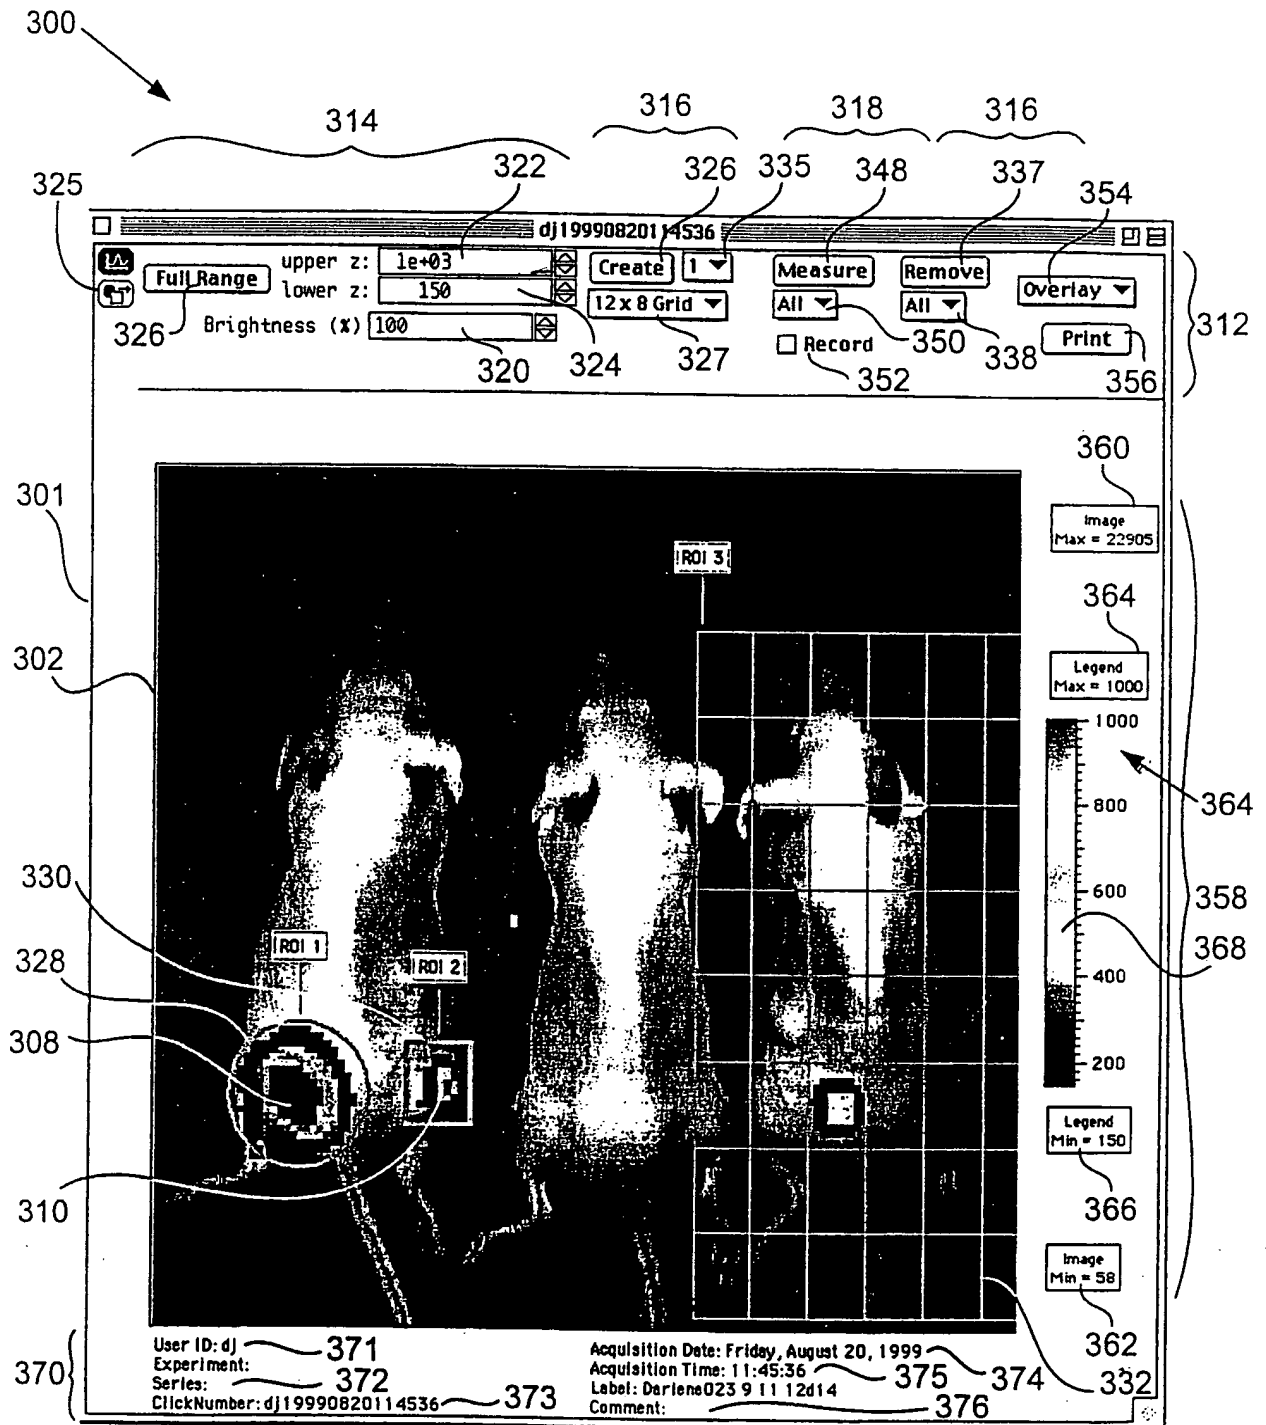 300
314
316
318
316
325
322
326
335
348
337
354
dj19990820114536
Full Range
upper z: 1e+03
lower z: 150
Brightness (%) 100
Create 1
12 x 8 Grid
Measure
All
Record
Remove
All
Overlay
Print
312
326
320
324
327
350
352
338
356
301
360
Image
Max = 22905
ROI 3
364
302
Legend
Max = 1000
1000
800
600
400
200
364
358
368
330
ROI 1
ROI 2
328
308
310
Legend
Min = 150
366
Image
Min = 58
362
370
User ID: dj 371
Experiment:
Series: 372
ClickNumber: dj19990820114536 373
Acquisition Date: Friday, August 20, 1999 374
Acquisition Time: 11:45:36 375
Label: Darlene023 9 11 12d14
Comment: 376
332